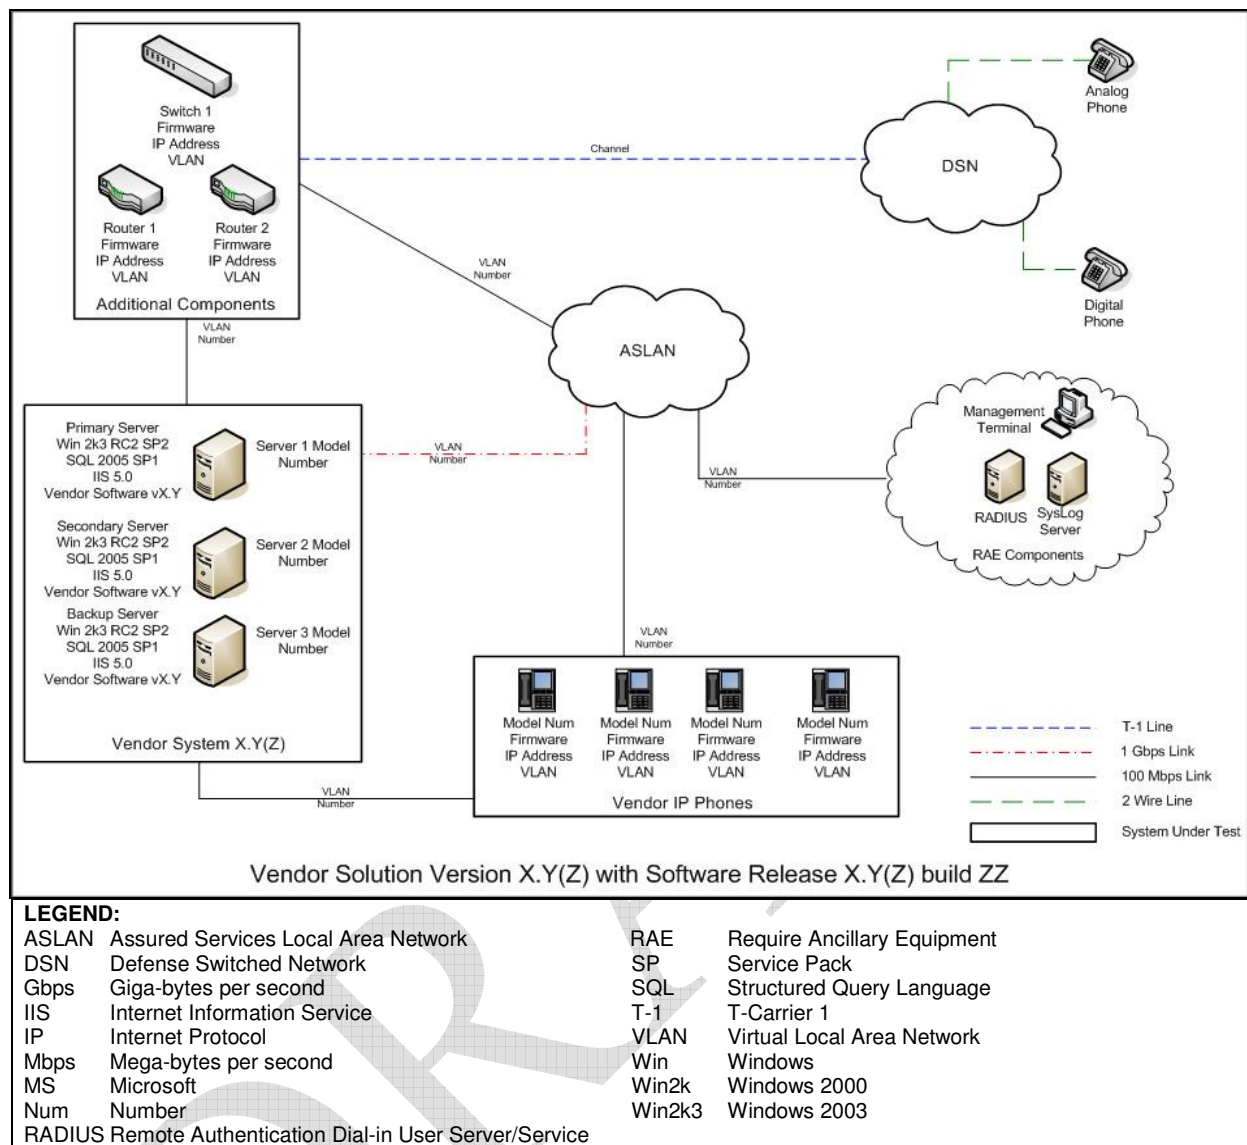 Switch 1
Firmware
IP Address
VLAN
Router 1
Firmware
IP Address
VLAN
Router 2
Firmware
IP Address
VLAN
Additional Components
Channel
DSN
Analog
Phone
Digital
Phone
VLAN
Number
VLAN
Number
ASLAN
Primary Server
Win 2k3 RC2 SP2
SQL 2005 SP1
IIS 5.0
Vendor Software vX.Y
Server 1 Model
Number
VLAN
Number
Secondary Server
Win 2k3 RC2 SP2
SQL 2005 SP1
IIS 5.0
Vendor Software vX.Y
Server 2 Model
Number
Backup Server
Win 2k3 RC2 SP2
SQL 2005 SP1
IIS 5.0
Vendor Software vX.Y
Server 3 Model
Number
Vendor System X.Y(Z)
Management
Terminal
RADIUS
SysLog
Server
RAE Components
VLAN
Number
VLAN
Number
Model Num
Firmware
IP Address
VLAN
Model Num
Firmware
IP Address
VLAN
Model Num
Firmware
IP Address
VLAN
Model Num
Firmware
IP Address
VLAN
Vendor IP Phones
VLAN
Number
T-1 Line
1 Gbps Link
100 Mbps Link
2 Wire Line
System Under Test
Vendor Solution Version X.Y(Z) with Software Release X.Y(Z) build ZZ
LEGEND:
ASLAN Assured Services Local Area Network
DSN Defense Switched Network
Gbps Giga-bytes per second
IIS Internet Information Service
IP Internet Protocol
Mbps Mega-bytes per second
MS Microsoft
Num Number
RADIUS Remote Authentication Dial-in User Server/Service
RAE Require Ancillary Equipment
SP Service Pack
SQL Structured Query Language
T-1 T-Carrier 1
VLAN Virtual Local Area Network
Win Windows
Win2k Windows 2000
Win2k3 Windows 2003